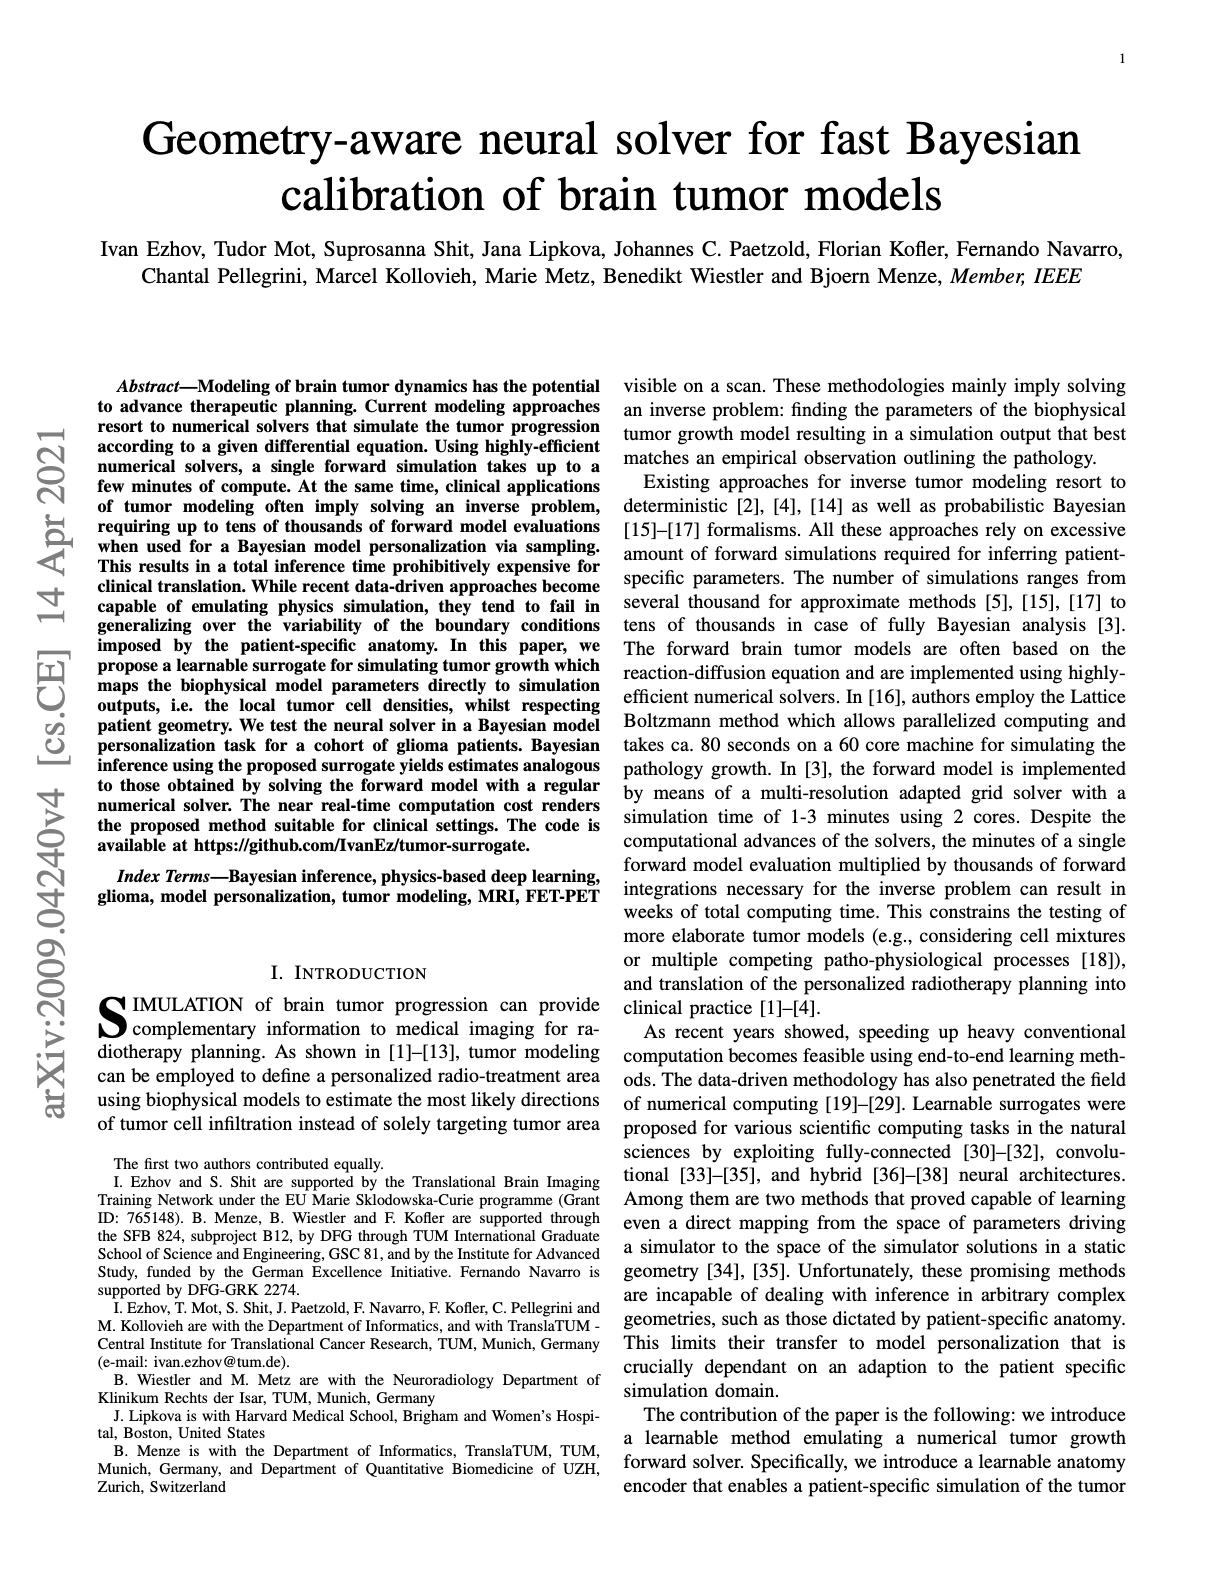 1
Geometry-aware neural solver for fast Bayesian
calibration of brain tumor models
Ivan Ezhov, Tudor Mot, Suprosanna Shit, Jana Lipkova, Johannes C. Paetzold, Florian Kofler, Fernando Navarro,
Chantal Pellegrini, Marcel Kollovieh, Marie Metz, Benedikt Wiestler and Bjoern Menze, Member, IEEE
arXiv:2009.04240v4 [cs.CE] 14 Apr 2021
Abstract—Modeling of brain tumor dynamics has the potential
to advance therapeutic planning. Current modeling approaches
resort to numerical solvers that simulate the tumor progression
according to a given differential equation. Using highly-efficient
numerical solvers, a single forward simulation takes up to a
few minutes of compute. At the same time, clinical applications
of tumor modeling often imply solving an inverse problem,
requiring up to tens of thousands of forward model evaluations
when used for a Bayesian model personalization via sampling.
This results in a total inference time prohibitively expensive for
clinical translation. While recent data-driven approaches become
capable of emulating physics simulation, they tend to fail in
generalizing over the variability of the boundary conditions
imposed by the patient-specific anatomy. In this paper, we
propose a learnable surrogate for simulating tumor growth which
maps the biophysical model parameters directly to simulation
outputs, i.e. the local tumor cell densities, whilst respecting
patient geometry. We test the neural solver in a Bayesian model
personalization task for a cohort of glioma patients. Bayesian
inference using the proposed surrogate yields estimates analogous
to those obtained by solving the forward model with a regular
numerical solver. The near real-time computation cost renders
the proposed method suitable for clinical settings. The code is
available at https://github.com/IvanEz/tumor-surrogate.
Index Terms—Bayesian inference, physics-based deep learning,
glioma, model personalization, tumor modeling, MRI, FET-PET
I. INTRODUCTION
SIMULATION of brain tumor progression can provide
complementary information to medical imaging for ra-
diotherapy planning. As shown in [1]–[13], tumor modeling
can be employed to define a personalized radio-treatment area
using biophysical models to estimate the most likely directions
of tumor cell infiltration instead of solely targeting tumor area
The first two authors contributed equally.
I. Ezhov and S. Shit are supported by the Translational Brain Imaging
Training Network under the EU Marie Sklodowska-Curie programme (Grant
ID: 765148). B. Menze, B. Wiestler and F. Kofler are supported through
the SFB 824, subproject B12, by DFG through TUM International Graduate
School of Science and Engineering, GSC 81, and by the Institute for Advanced
Study, funded by the German Excellence Initiative. Fernando Navarro is
supported by DFG-GRK 2274.
I. Ezhov, T. Mot, S. Shit, J. Paetzold, F. Navarro, F. Kofler, C. Pellegrini and
M. Kollovieh are with the Department of Informatics, and with TranslaTUM -
Central Institute for Translational Cancer Research, TUM, Munich, Germany
(e-mail: ivan.ezhov@tum.de).
B. Wiestler and M. Metz are with the Neuroradiology Department of
Klinikum Rechts der Isar, TUM, Munich, Germany
J. Lipkova is with Harvard Medical School, Brigham and Women's Hospi-
tal, Boston, United States
B. Menze is with the Department of Informatics, TranslaTUM, TUM,
Munich, Germany, and Department of Quantitative Biomedicine of UZH,
Zurich, Switzerland
visible on a scan. These methodologies mainly imply solving
an inverse problem: finding the parameters of the biophysical
tumor growth model resulting in a simulation output that best
matches an empirical observation outlining the pathology.
Existing approaches for inverse tumor modeling resort to
deterministic [2], [4], [14] as well as probabilistic Bayesian
[15]–[17] formalisms. All these approaches rely on excessive
amount of forward simulations required for inferring patient-
specific parameters. The number of simulations ranges from
several thousand for approximate methods [5], [15], [17] to
tens of thousands in case of fully Bayesian analysis [3].
The forward brain tumor models are often based on the
reaction-diffusion equation and are implemented using highly-
efficient numerical solvers. In [16], authors employ the Lattice
Boltzmann method which allows parallelized computing and
takes ca. 80 seconds on a 60 core machine for simulating the
pathology growth. In [3], the forward model is implemented
by means of a multi-resolution adapted grid solver with a
simulation time of 1-3 minutes using 2 cores. Despite the
computational advances of the solvers, the minutes of a single
forward model evaluation multiplied by thousands of forward
integrations necessary for the inverse problem can result in
weeks of total computing time. This constrains the testing of
more elaborate tumor models (e.g., considering cell mixtures
or multiple competing patho-physiological processes [18]),
and translation of the personalized radiotherapy planning into
clinical practice [1]–[4].
As recent years showed, speeding up heavy conventional
computation becomes feasible using end-to-end learning meth-
ods. The data-driven methodology has also penetrated the field
of numerical computing [19]–[29]. Learnable surrogates were
proposed for various scientific computing tasks in the natural
sciences by exploiting fully-connected [30]–[32], convolu-
tional [33]–[35], and hybrid [36]–[38] neural architectures.
Among them are two methods that proved capable of learning
even a direct mapping from the space of parameters driving
a simulator to the space of the simulator solutions in a static
geometry [34], [35]. Unfortunately, these promising methods
are incapable of dealing with inference in arbitrary complex
geometries, such as those dictated by patient-specific anatomy.
This limits their transfer to model personalization that is
crucially dependant on an adaption to the patient specific
simulation domain.
The contribution of the paper is the following: we introduce
a learnable method emulating a numerical tumor growth
forward solver. Specifically, we introduce a learnable anatomy
encoder that enables a patient-specific simulation of the tumor